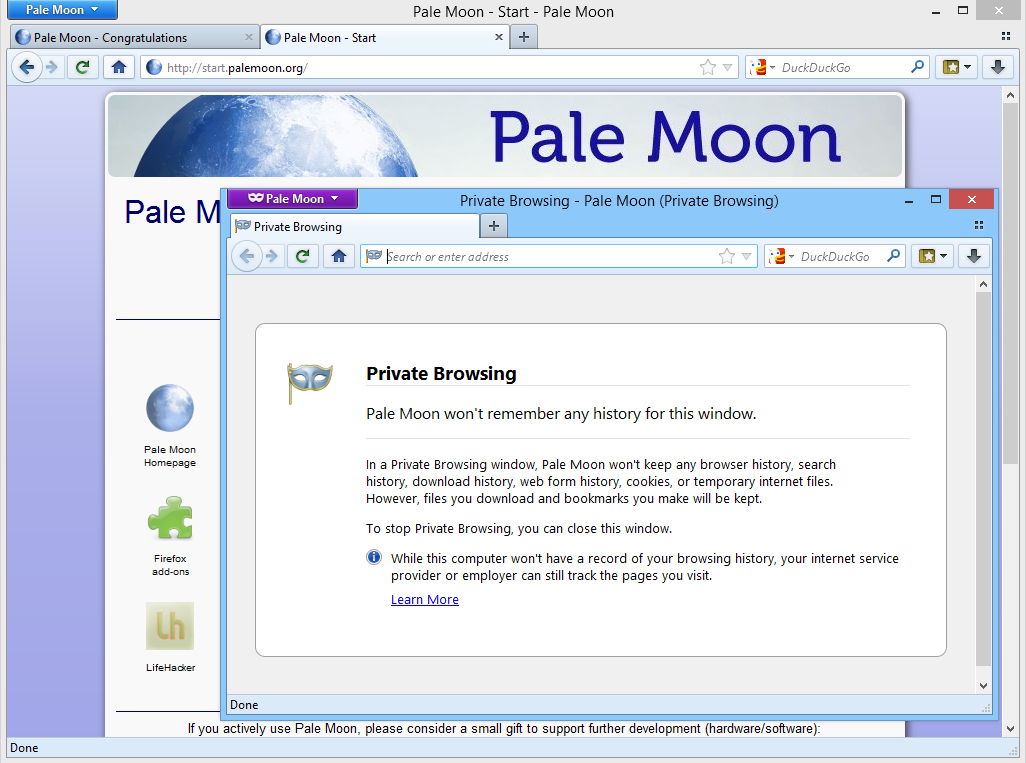 Pale Moon
Pale Moon - Start - Pale Moon
Pale Moon - Congratulations
Pale Moon - Start
http://start.palemoon.org/
DuckDuckGo
Pale Moon
Pale M
Pale Moon
Homepage
Firefox
add-ons
Lh
LifeHacker
If you actively use Pale Moon, please consider a small gift to support further development (hardware/software):
Done
Pale Moon
Private Browsing - Pale Moon (Private Browsing)
Private Browsing
Search or enter address
DuckDuckGo
Private Browsing
Pale Moon won't remember any history for this window.
In a Private Browsing window, Pale Moon won't keep any browser history, search
history, download history, web form history, cookies, or temporary internet files.
However, files you download and bookmarks you make will be kept.
To stop Private Browsing, you can close this window.
While this computer won't have a record of your browsing history, your internet service
provider or employer can still track the pages you visit.
Learn More
Done